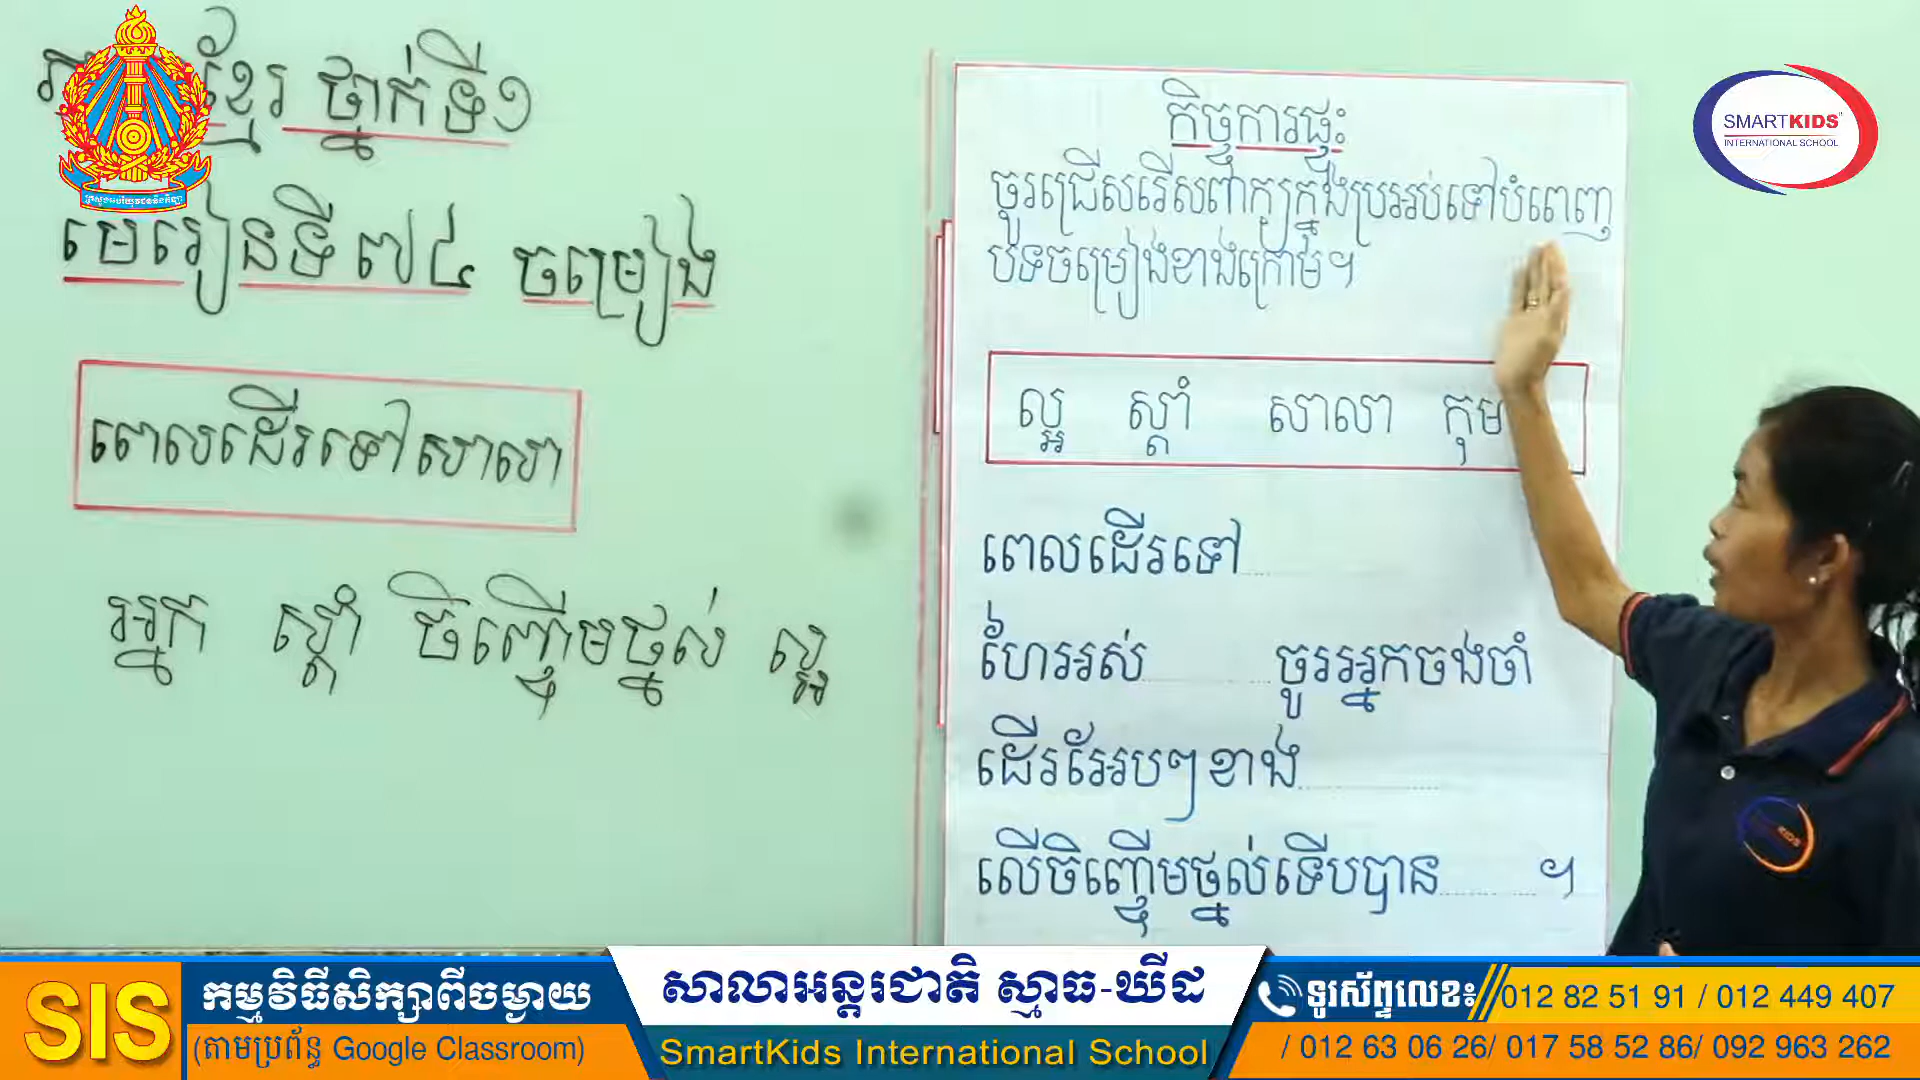 ខ្មែរ ថ្នាក់ទី១
មេរៀនទី ៧៤ ចម្រៀង
ពេលដើរទៅសាលា
អ្នក ស្ដាំ ចិញ្ចើមថ្នល់ ល្អ
កិច្ចការផ្ទះ
ចូរជ្រើសរើសពាក្យក្នុងប្រអប់ទៅបំពេញ
បទចម្រៀងខាងក្រោម។
ល្អ ស្ដាំ សាលា កុម
ពេលដើរទៅ........
ហែអស់................ ចូរអ្នកចងចាំ
ដើរអែបៗខាង................
លើចិញ្ចើមថ្នល់ទើបបាន............ ។
SMARTKIDS
INTERNATIONAL SCHOOL
SIS
កម្មវិធីសិក្សាពីចម្ងាយ
(តាមប្រព័ន្ធ Google Classroom)
សាលាអន្តរជាតិ ស្មាធ-ឃីដ
SmartKids International School
ទូរស័ព្ទលេខ៖ 012 82 51 91 / 012 449 407
/ 012 63 06 26/ 017 58 52 86/ 092 963 262